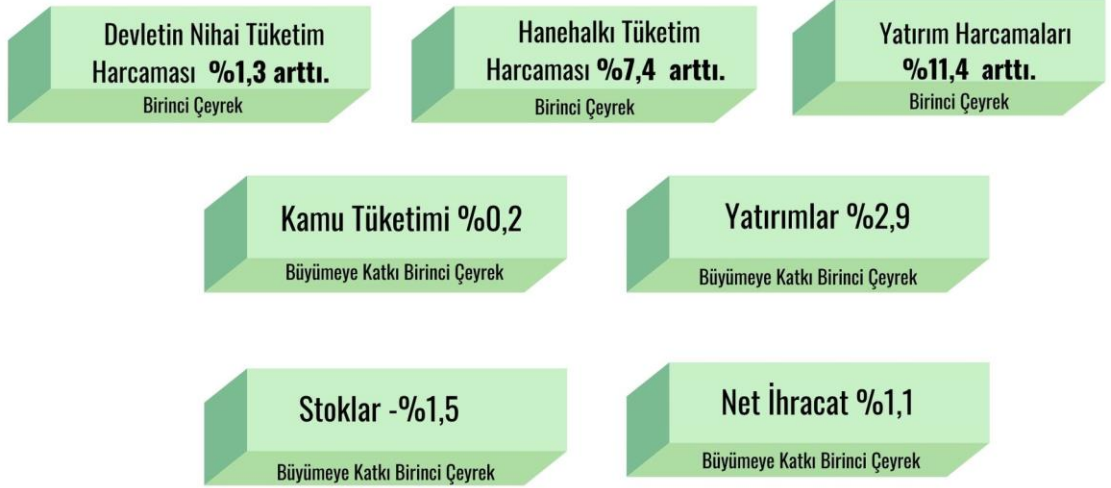 Devletin Nihai Tüketim
Harcaması %1,3 arttı.
Birinci Çeyrek
Hanehalkı Tüketim
Harcaması %7,4 arttı.
Birinci Çeyrek
Yatırım Harcamaları
%11,4 arttı.
Birinci Çeyrek
Kamu Tüketimi %0,2
Büyümeye Katkı Birinci Çeyrek
Yatırımlar %2,9
Büyümeye Katkı Birinci Çeyrek
Stoklar -%1,5
Büyümeye Katkı Birinci Çeyrek
Net İhracat %1,1
Büyümeye Katkı Birinci Çeyrek